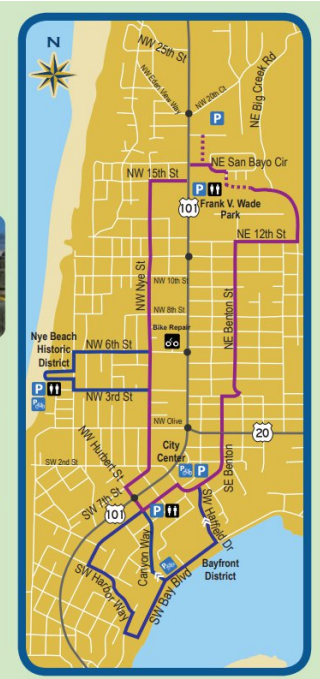 N
NW 25th St
NW Eden View Way
NW 20th Ct
NE Big Creek Rd
P
NE San Bayo Cir
NW 15th St
P
101
Frank V. Wade
Park
NE 12th St
NW Nye St
NW 10th St
NW 8th St
NE Benton St
Bike Repair
Nye Beach
Historic
District
NW 6th St
P
P
NW 3rd St
NW Olive
20
NW Hurbert St
City
Center
P
P
SW 2nd St
SE Benton
SW 7th St
101
P
SW Hatfield Dr
Canyon Way
P
Bayfront
District
SW Harbor Way
SW Bay Blvd